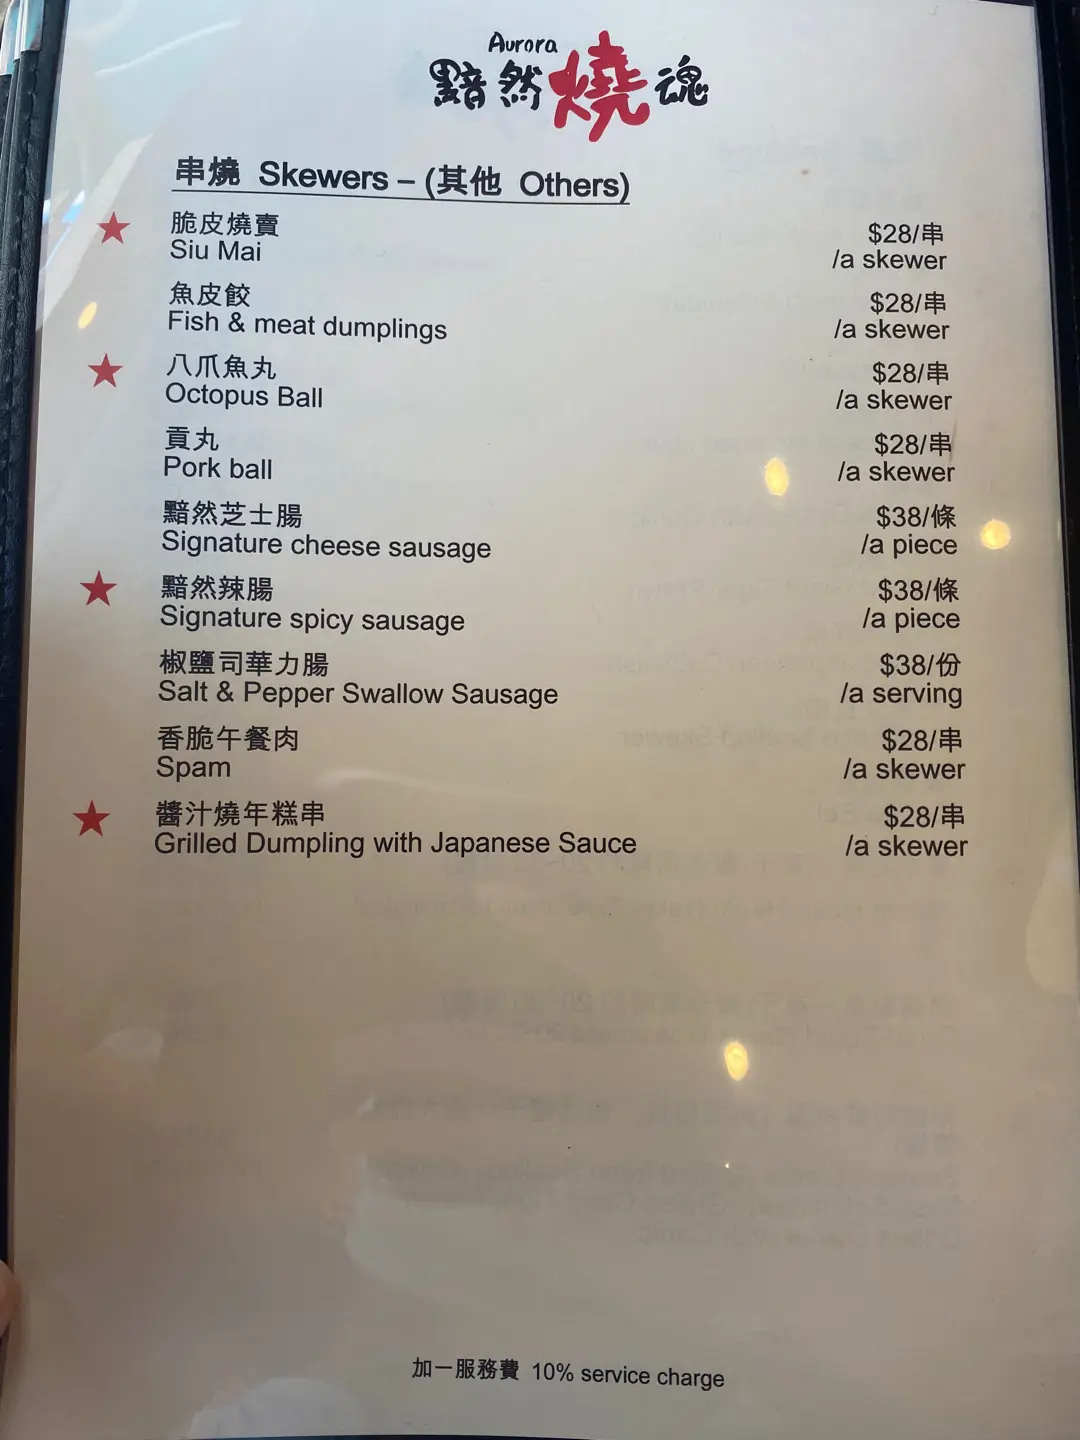 Aurora
黯然燒魂
串燒 Skewers – (其他 Others)
脆皮燒賣 $28/串
Siu Mai /a skewer
魚皮餃 $28/串
Fish & meat dumplings /a skewer
八爪魚丸 $28/串
Octopus Ball /a skewer
貢丸 $28/串
Pork ball /a skewer
黯然芝士腸 $38/條
Signature cheese sausage /a piece
黯然辣腸 $38/條
Signature spicy sausage /a piece
椒鹽司華力腸 $38/份
Salt & Pepper Swallow Sausage /a serving
香脆午餐肉 $28/串
Spam /a skewer
醬汁燒年糕串 $28/串
Grilled Dumpling with Japanese Sauce /a skewer
加一服務費 10% service charge